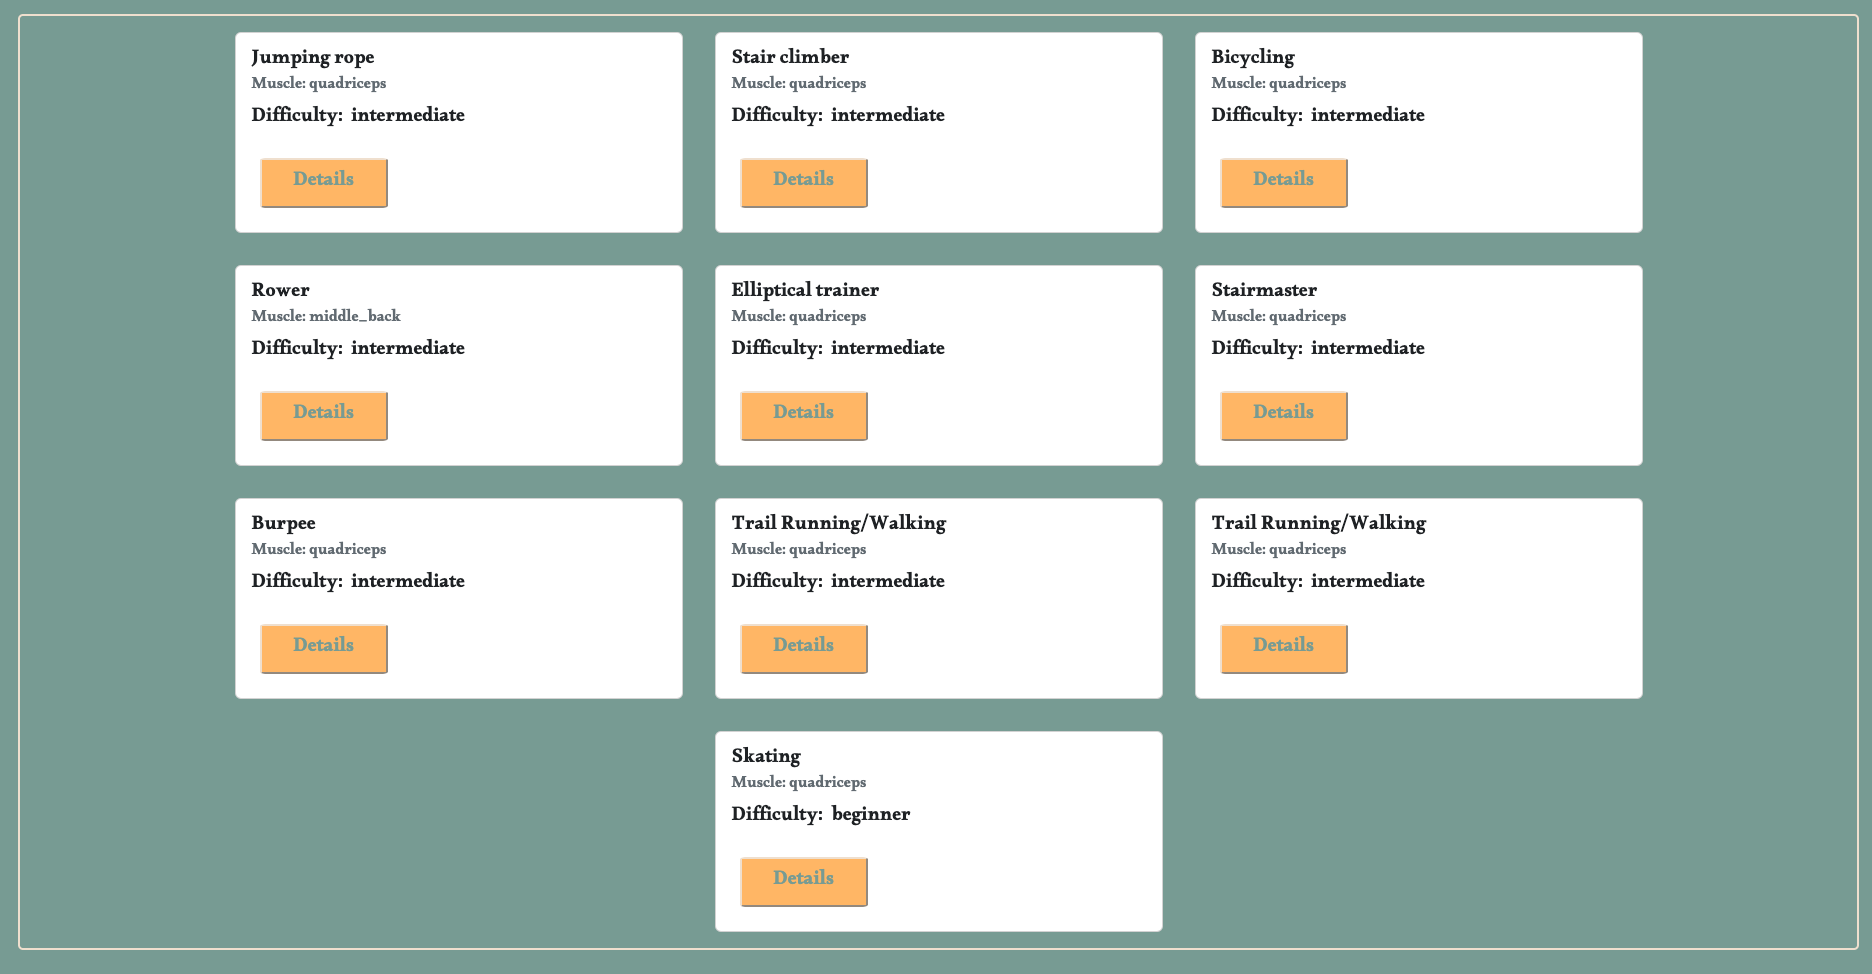 Jumping rope
Muscle: quadriceps
Difficulty: intermediate
Details
Stair climber
Muscle: quadriceps
Difficulty: intermediate
Details
Bicycling
Muscle: quadriceps
Difficulty: intermediate
Details
Rower
Muscle: middle_back
Difficulty: intermediate
Details
Elliptical trainer
Muscle: quadriceps
Difficulty: intermediate
Details
Stairmaster
Muscle: quadriceps
Difficulty: intermediate
Details
Burpee
Muscle: quadriceps
Difficulty: intermediate
Details
Trail Running/Walking
Muscle: quadriceps
Difficulty: intermediate
Details
Trail Running/Walking
Muscle: quadriceps
Difficulty: intermediate
Details
Skating
Muscle: quadriceps
Difficulty: beginner
Details